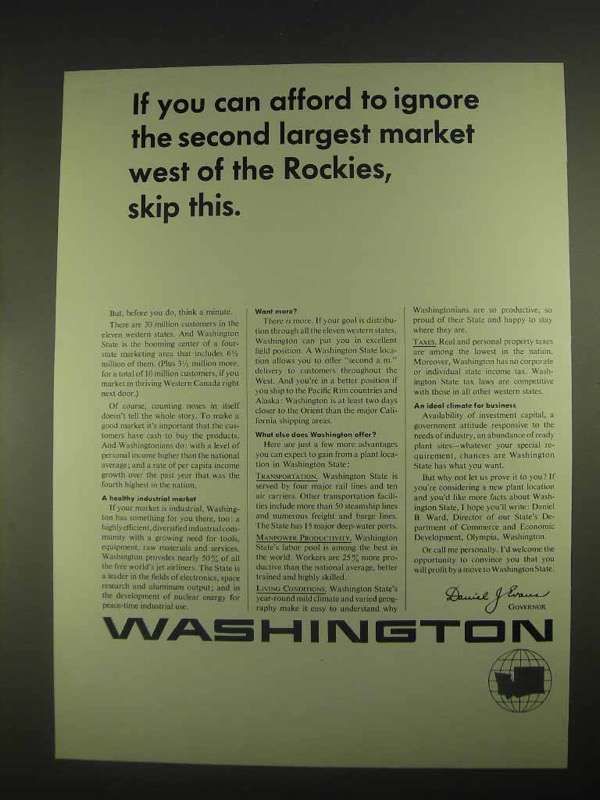 If you can afford to ignore
the second largest market
west of the Rockies,
skip this.
But, before you do, think a minute.
There are 30 million customers in the
eleven western states. And Washington
State is the booming center of a four-
state marketing area that includes 6½
million of them. (Plus 3½ million more,
for a total of 10 million customers, if you
market in thriving Western Canada right
next door.)
Of course, counting noses in itself
doesn't tell the whole story. To make a
good market it's important that the cus-
tomers have cash to buy the products.
And Washingtonians do: with a level of
personal income higher than the national
average; and a rate of per capita income
growth over the past year that was the
fourth highest in the nation.
A healthy industrial market
If your market is industrial, Washing-
ton has something for you there, too: a
highly efficient, diversified industrial com-
munity with a growing need for tools,
equipment, raw materials and services.
Washington provides nearly 50% of all
the free world's jet airliners. The State is
a leader in the fields of electronics, space
research and aluminum output; and in
the development of nuclear energy for
peace-time industrial use.
Want more?
There is more. If your goal is distribu-
tion through all the eleven western states,
Washington can put you in excellent
field position. A Washington State loca-
tion allows you to offer "second a.m."
delivery to customers throughout the
West. And you're in a better position if
you ship to the Pacific Rim countries and
Alaska: Washington is at least two days
closer to the Orient than the major Cali-
fornia shipping areas.
What else does Washington offer?
Here are just a few more advantages
you can expect to gain from a plant loca-
tion in Washington State:
TRANSPORTATION. Washington State is
served by four major rail lines and ten
air carriers. Other transportation facili-
ties include more than 50 steamship lines
and numerous freight and barge lines.
The State has 15 major deep-water ports.
MANPOWER PRODUCTIVITY. Washington
State's labor pool is among the best in
the world. Workers are 25% more pro-
ductive than the national average, better
trained and highly skilled.
LIVING CONDITIONS. Washington State's
year-round mild climate and varied geog-
raphy make it easy to understand why
Washingtonians are so productive, so
proud of their State and happy to stay
where they are.
TAXES. Real and personal property taxes
are among the lowest in the nation.
Moreover, Washington has no corporate
or individual state income tax. Wash-
ington State tax laws are competitive
with those in all other western states.
An ideal climate for business
Availability of investment capital, a
government attitude responsive to the
needs of industry, an abundance of ready
plant sites—whatever your special re-
quirement, chances are Washington
State has what you want.
But why not let us prove it to you? If
you're considering a new plant location
and you'd like more facts about Wash-
ington State, I hope you'll write: Daniel
B. Ward, Director of our State's De-
partment of Commerce and Economic
Development, Olympia, Washington.
Or call me personally. I'd welcome the
opportunity to convince you that you
will profit by a move to Washington State.
Daniel J Evans
GOVERNOR
WASHINGTON